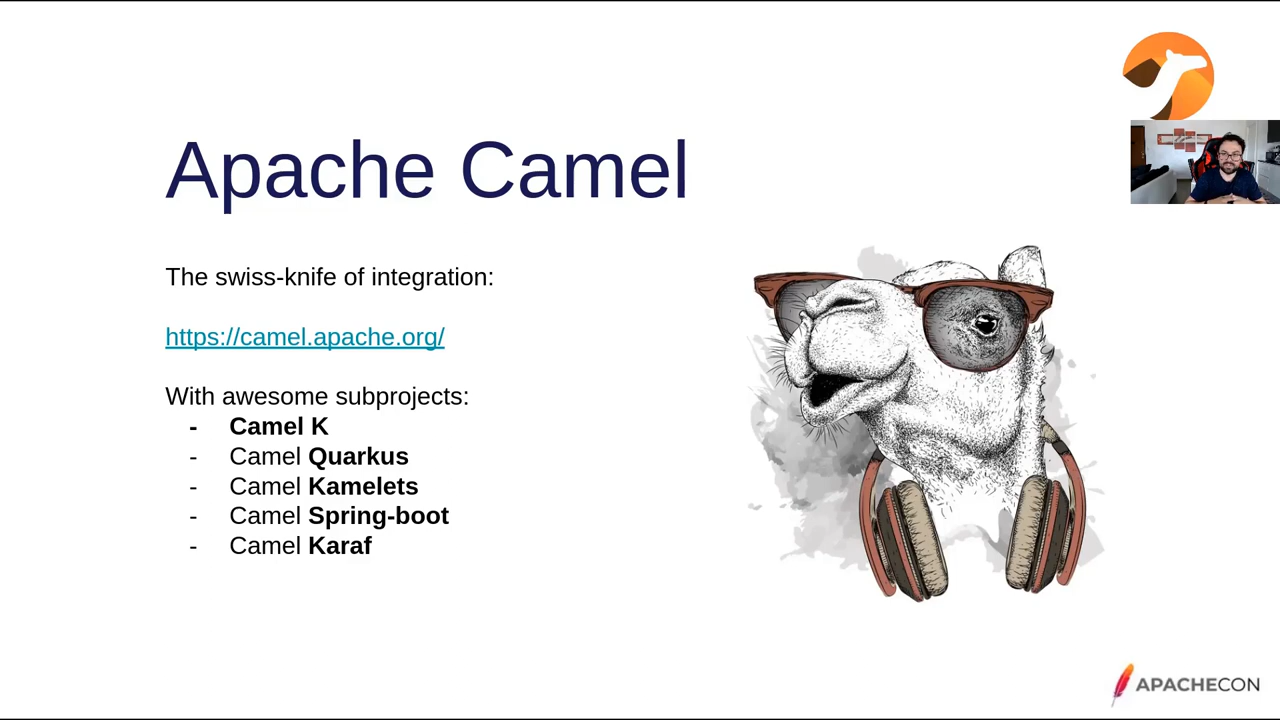 Apache Camel
The swiss-knife of integration:
https://camel.apache.org/
With awesome subprojects:
- Camel K
- Camel Quarkus
- Camel Kamelets
- Camel Spring-boot
- Camel Karaf
APACHECON